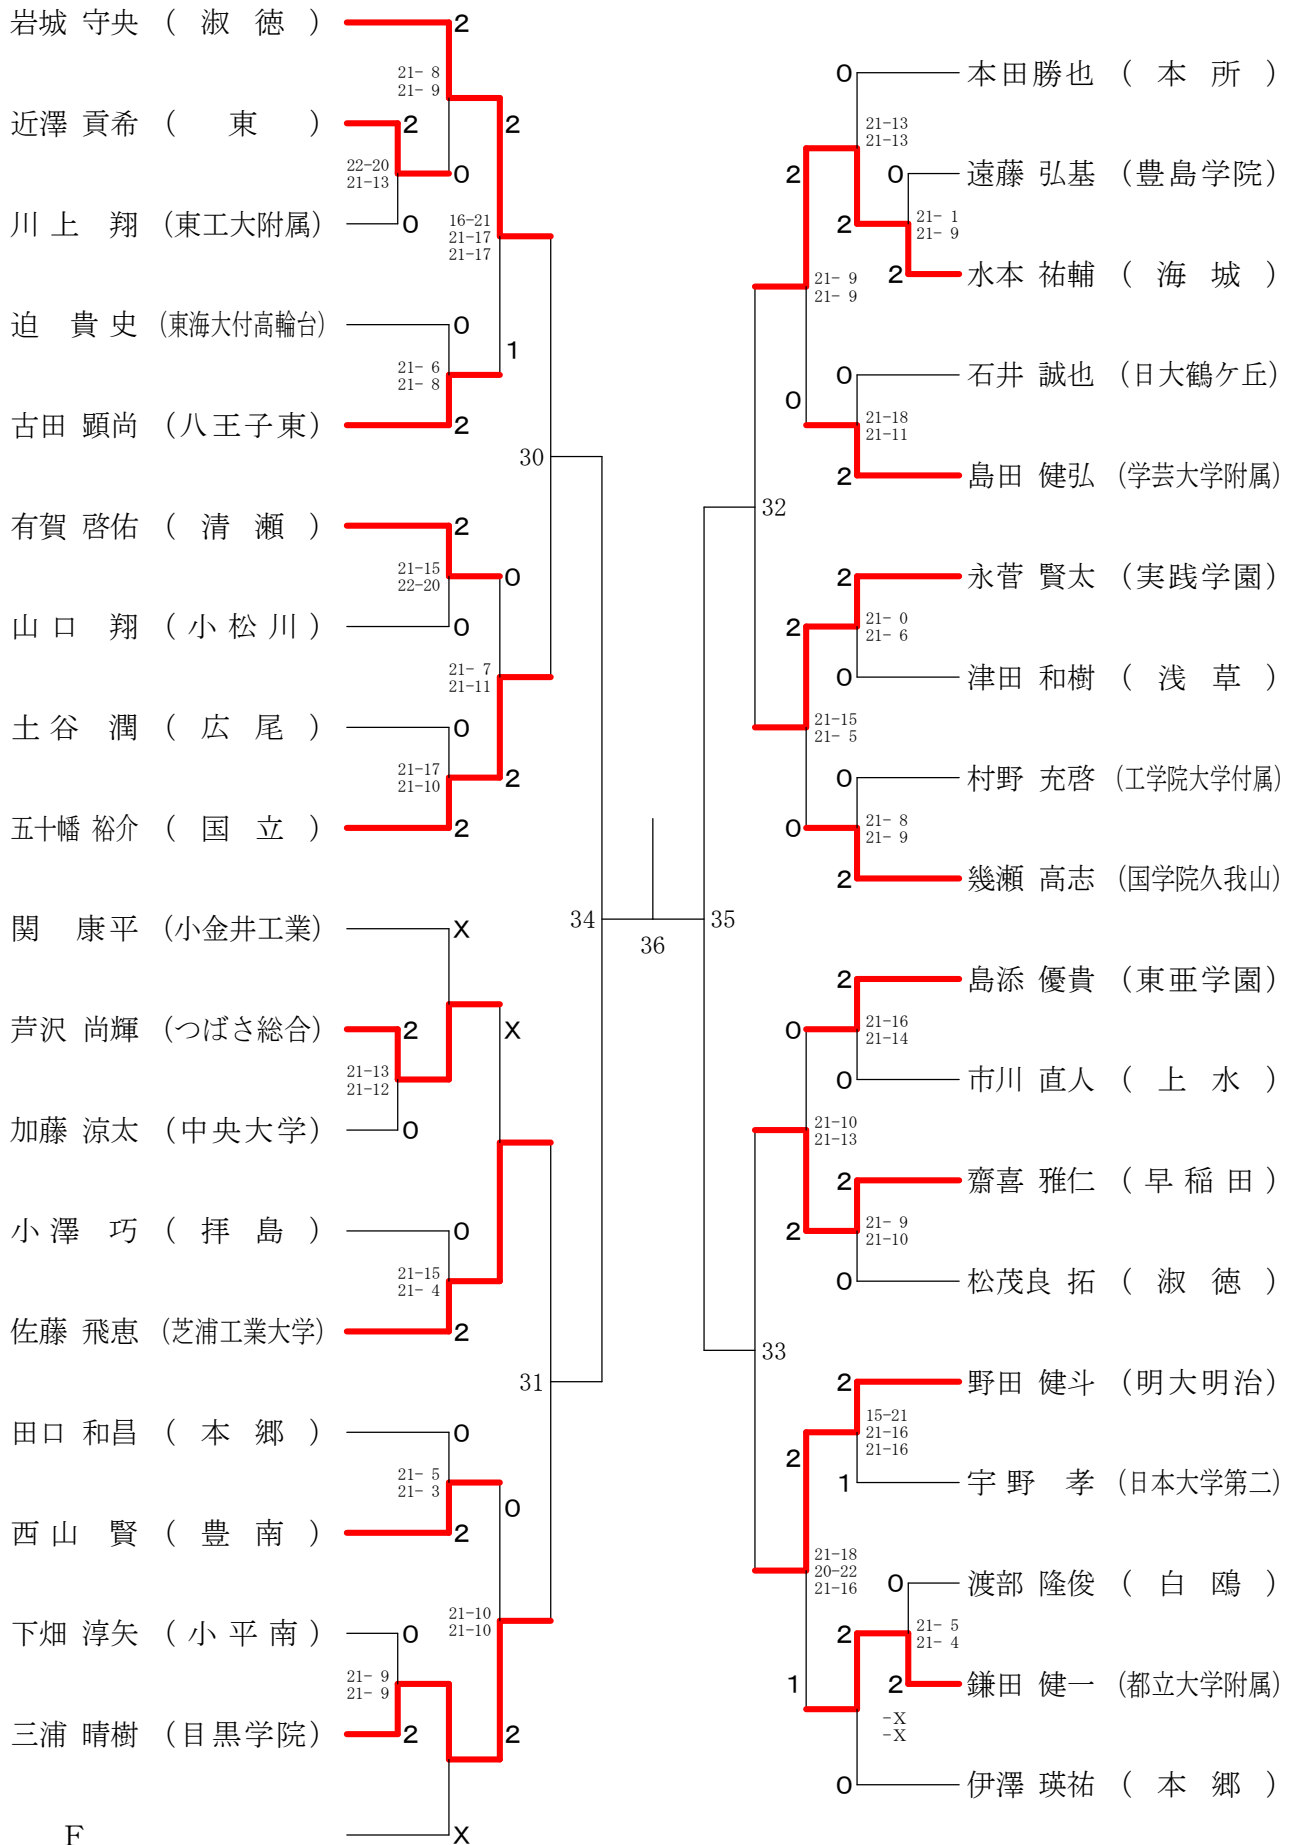 岩城 守央 ( 淑 徳 ) 2
21- 8
21- 9
近澤 貢希 ( 東 ) 2
2
22-20
21-13
0
川上 翔 (東工大附属) 0
16-21
21-17
21-17
迫 貴史 (東海大付高輪台) 0
1
21- 6
21- 8
古田 顕尚 (八王子東) 2
30
有賀 啓佑 ( 清 瀬 ) 2
21-15
22-20
0
山口 翔 (小松川) 0
21- 7
21-11
土谷 潤 ( 広 尾 ) 0
21-17
21-10
2
五十幡 裕介 ( 国 立 ) 2
34
関 康平 (小金井工業) X
芦沢 尚輝 (つばさ総合) 2
X
21-13
21-12
加藤 涼太 (中央大学) 0
小澤 巧 ( 拝 島 ) 0
21-15
21- 4
佐藤 飛恵 (芝浦工業大学) 2
31
田口 和昌 ( 本 郷 ) 0
21- 5
21- 3
0
西山 賢 ( 豊 南 ) 2
21-10
21-10
下畑 淳矢 (小平南) 0
21- 9
21- 9
三浦 晴樹 (目黒学院) 2
2
F X
36
0 本田勝也 ( 本 所 )
21-13
21-13
2
0 遠藤 弘基 (豊島学院)
2
21- 1
21- 9
2 水本 祐輔 ( 海 城 )
21- 9
21- 9
0 石井 誠也 (日大鶴ケ丘)
0
21-18
21-11
2 島田 健弘 (学芸大学附属)
32
2 永菅 賢太 (実践学園)
2
21- 0
21- 6
0 津田 和樹 ( 浅 草 )
21-15
21- 5
0 村野 充啓 (工学院大学付属)
0
21- 8
21- 9
2 幾瀬 高志 (国学院久我山)
35
2 島添 優貴 (東亜学園)
0
21-16
21-14
0 市川 直人 ( 上 水 )
21-10
21-13
2 齋喜 雅仁 (早稲田)
2
21- 9
21-10
0 松茂良 拓 ( 淑 徳 )
33
2 野田 健斗 (明大明治)
15-21
21-16
21-16
2
1 宇野 孝 (日本大学第二)
21-18
20-22
21-16
0 渡部 隆俊 ( 白 鴎 )
2
21- 5
21- 4
1
2 鎌田 健一 (都立大学附属)
-X
-X
0 伊澤 瑛祐 ( 本 郷 )